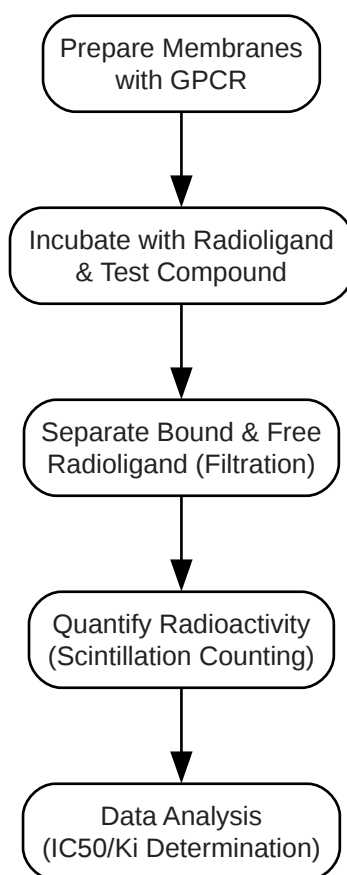 Prepare Membranes
with GPCR
Incubate with Radioligand
& Test Compound
Separate Bound & Free
Radioligand (Filtration)
Quantify Radioactivity
(Scintillation Counting)
Data Analysis
(IC50/Ki Determination)